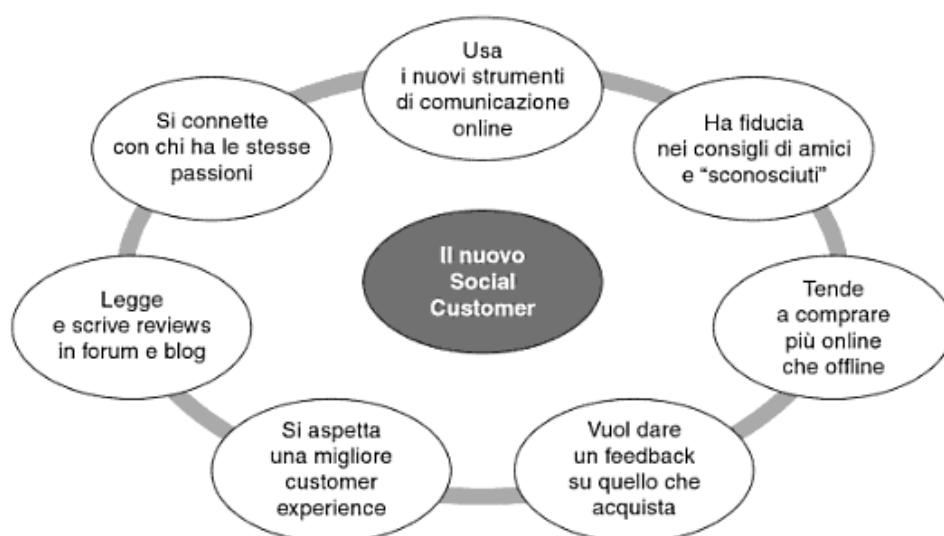 Usa
i nuovi strumenti
di comunicazione
online
Ha fiducia
nei consigli di amici
e “sconosciuti”
Tende
a comprare
più online
che offline
Vuol dare
un feedback
su quello che
acquista
Si aspetta
una migliore
customer
experience
Legge
e scrive reviews
in forum e blog
Si connette
con chi ha le stesse
passioni
Il nuovo
Social
Customer